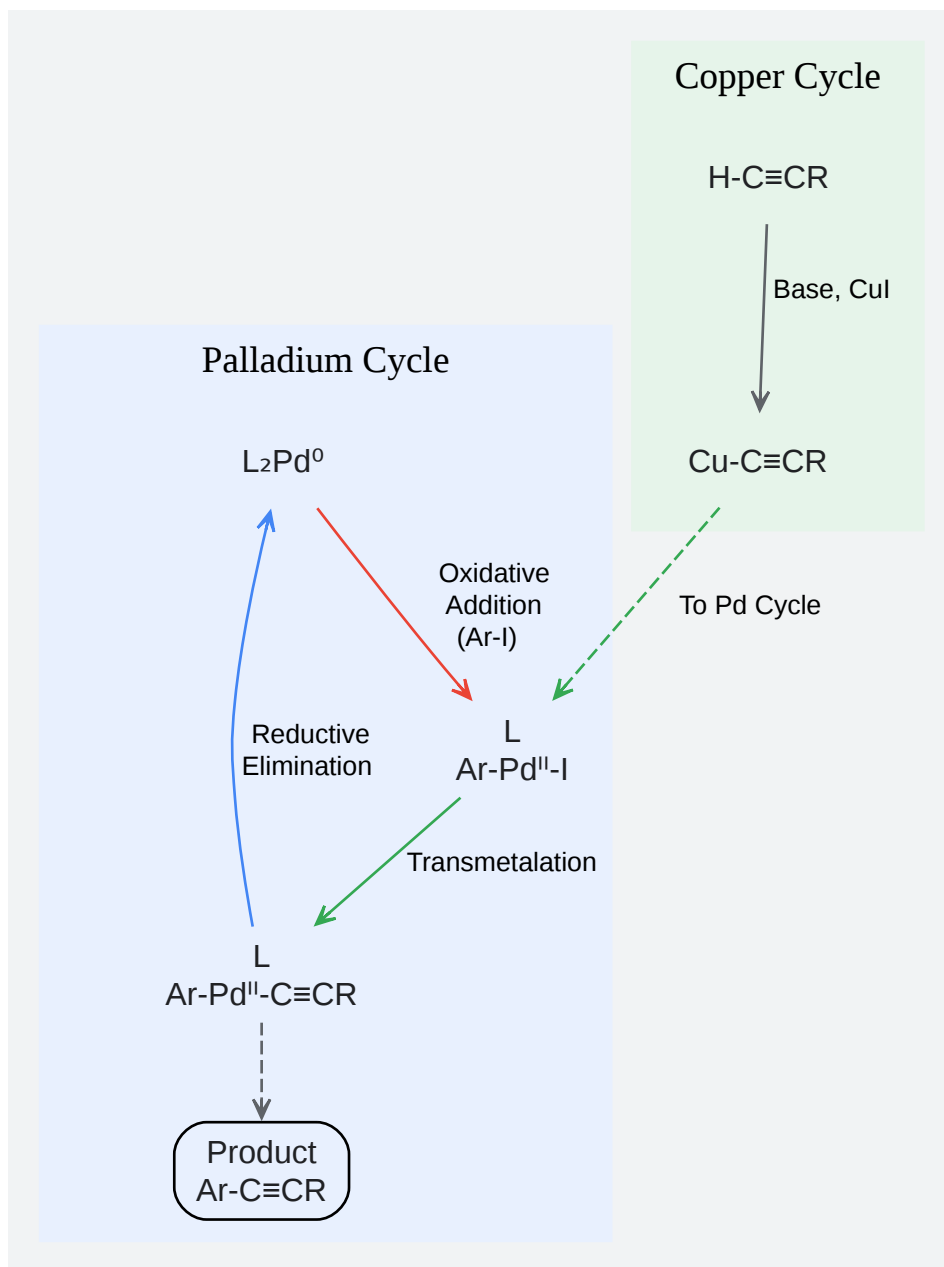 Copper Cycle
H-C≡CR
Base, CuI
Cu-C≡CR
To Pd Cycle
Palladium Cycle
L₂Pd⁰
Oxidative
Addition
(Ar-I)
L
Ar-Pdᴵᴵ-I
Transmetalation
Reductive
Elimination
L
Ar-Pdᴵᴵ-C≡CR
Product
Ar-C≡CR